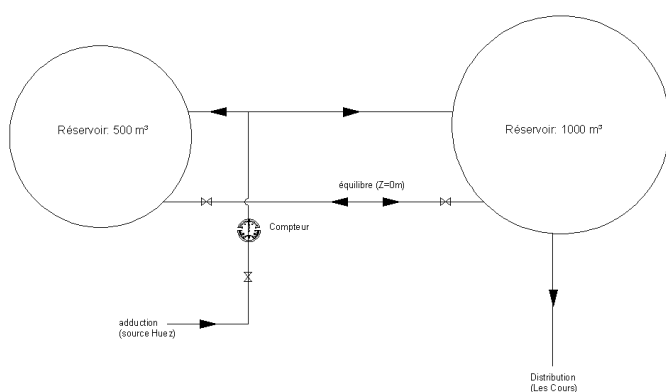 Réservoir: 500 m³
Réservoir: 1000 m³
équilibre (Z=0m)
Compteur
adduction
(source Huez)
Distribution
(Les Cours)